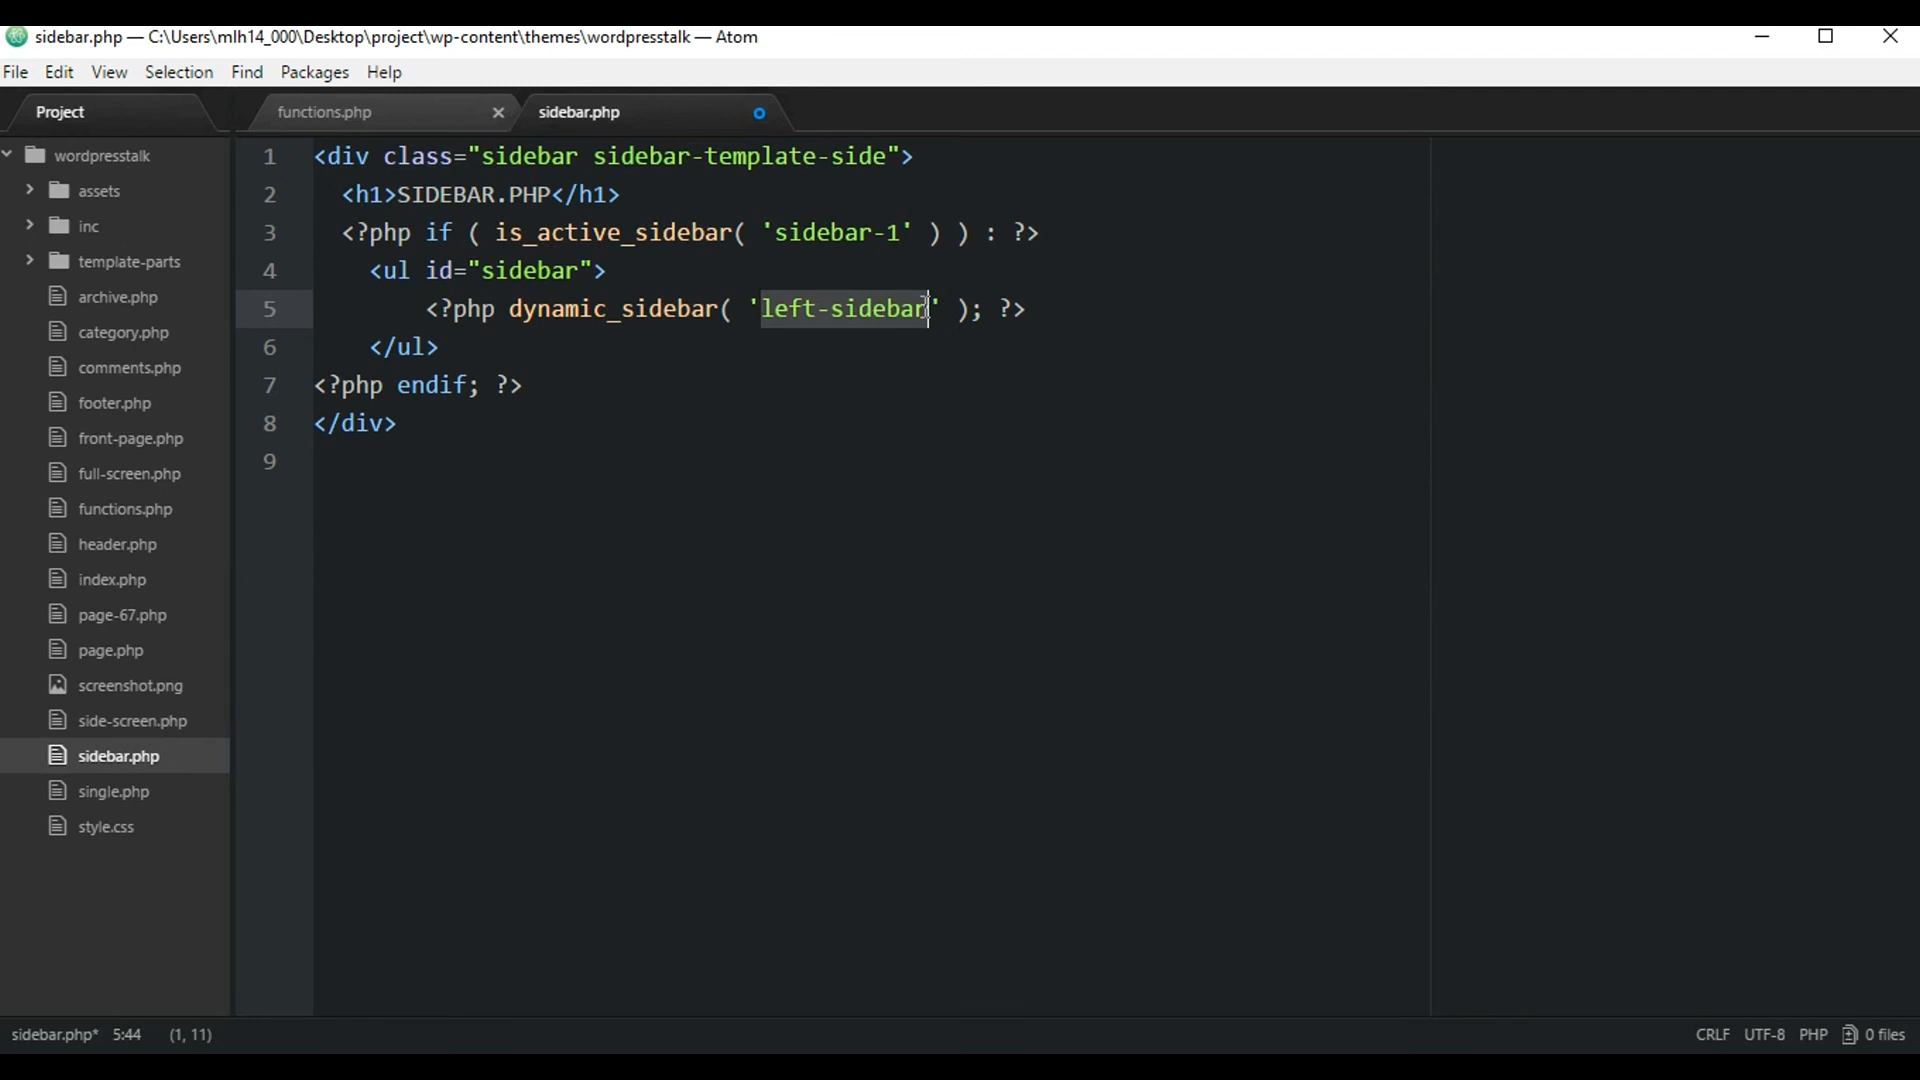 sidebar.php — C:\Users\mlh14_000\Desktop\project\wp-content\themes\wordpresstalk — Atom
File Edit View Selection Find Packages Help
Project functions.php sidebar.php
wordpresstalk
assets
inc
template-parts
archive.php
category.php
comments.php
footer.php
front-page.php
full-screen.php
functions.php
header.php
index.php
page-67.php
page.php
screenshot.png
side-screen.php
sidebar.php
single.php
style.css
1 <div class="sidebar sidebar-template-side">
2 <h1>SIDEBAR.PHP</h1>
3 <?php if ( is_active_sidebar( 'sidebar-1' ) ) : ?>
4 <ul id="sidebar">
5 <?php dynamic_sidebar( 'left-sidebar' ); ?>
6 </ul>
7 <?php endif; ?>
8 </div>
9
sidebar.php* 5:44 (1, 11) CRLF UTF-8 PHP 0 files